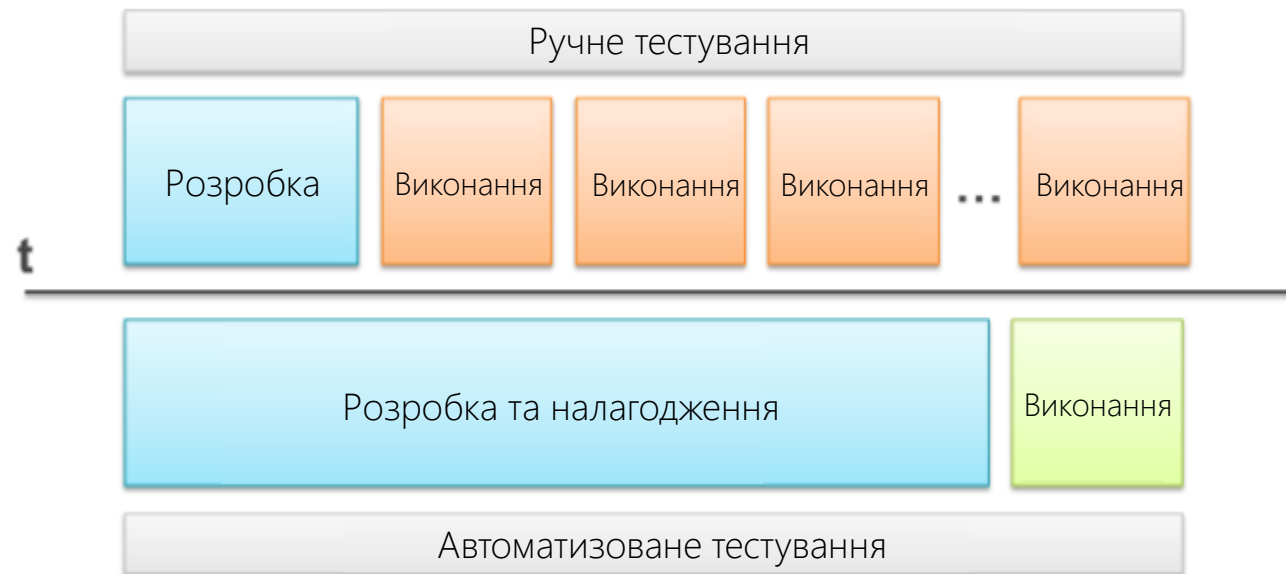 Ручне тестування
Розробка
Виконання
Виконання
Виконання
...
Виконання
t
Розробка та налагодження
Виконання
Автоматизоване тестування